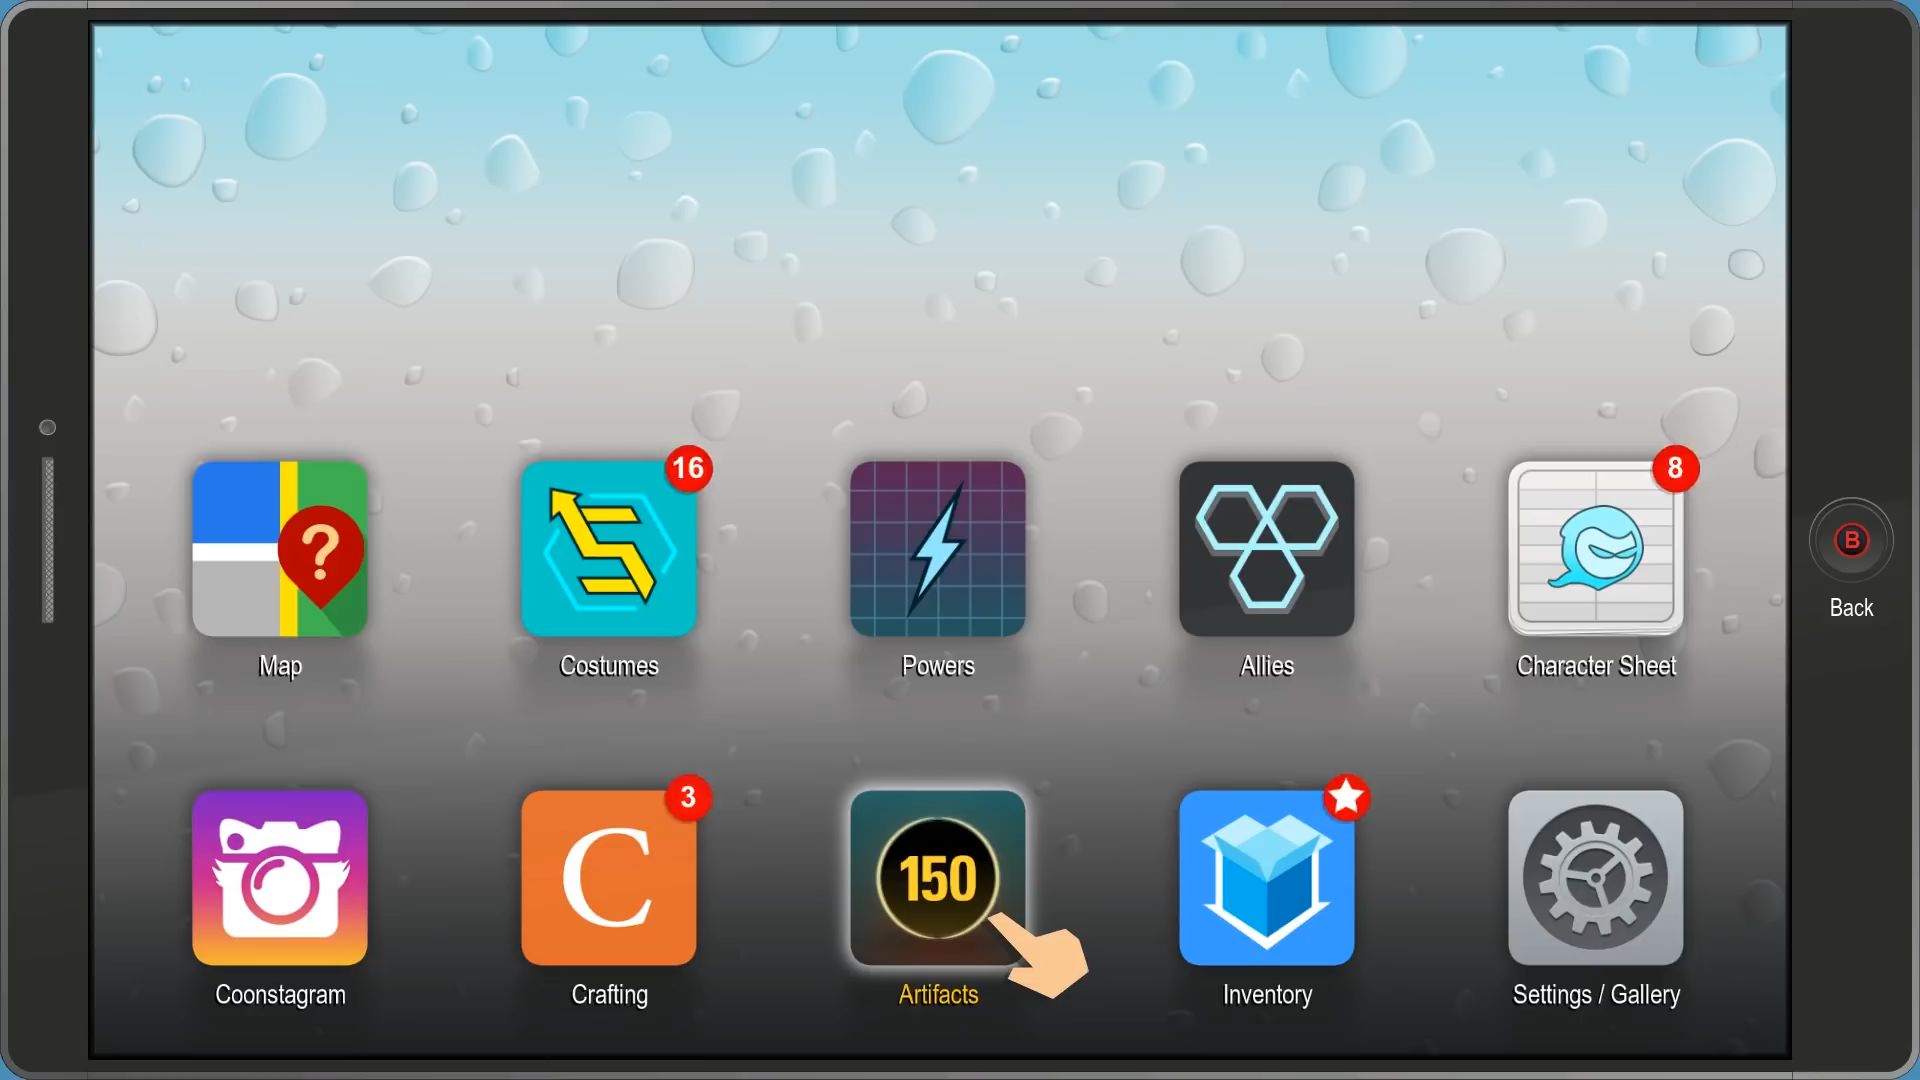 16
8
?
B
Back
Map
Costumes
Powers
Allies
Character Sheet
3
C
150
Coonstagram
Crafting
Artifacts
Inventory
Settings / Gallery